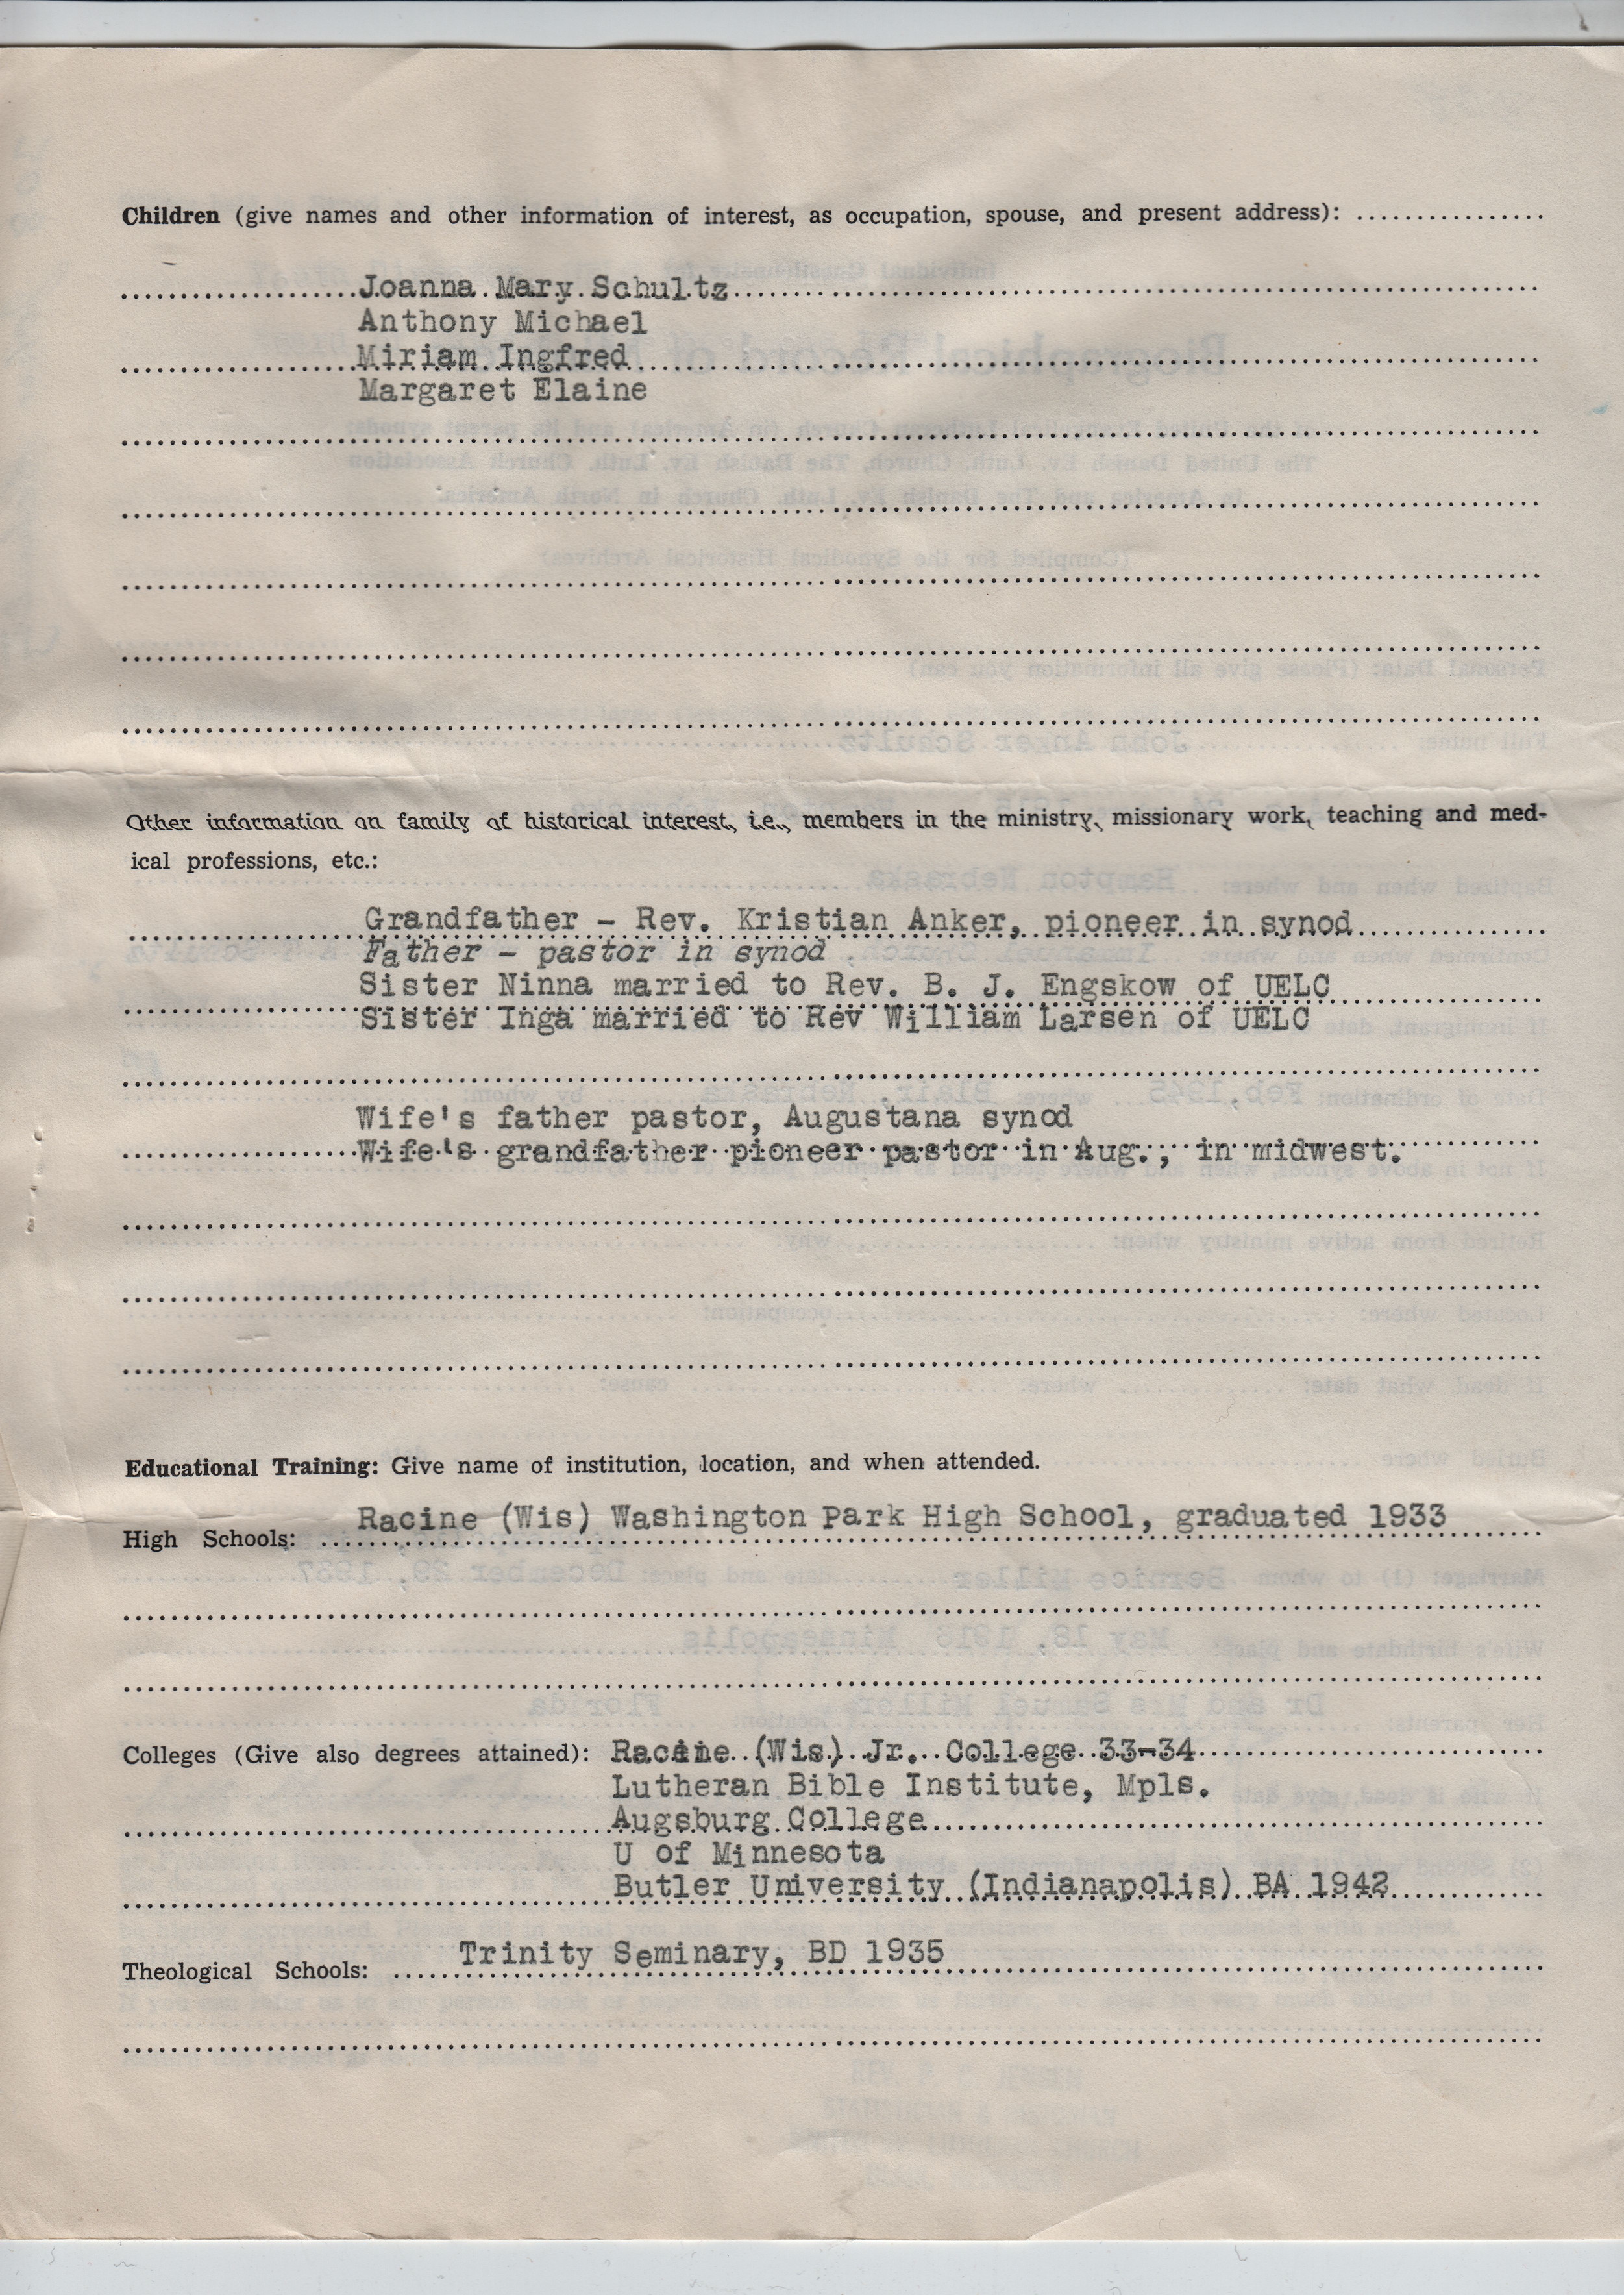 Children (give names and other information of interest, as occupation, spouse, and present address):
Joanna Mary Schultz
Anthony Michael
Miriam Ingfred
Margaret Elaine
Other information on family of historical interest, i.e., members in the ministry, missionary work, teaching and med-
ical professions, etc.:
Grandfather - Rev. Kristian Anker, pioneer in synod
Father - pastor in synod
Sister Ninna married to Rev. B. J. Engskow of UELC
Sister Inga married to Rev William Larsen of UELC
Wife's father pastor, Augustana synod
Wife's grandfather pioneer pastor in Aug., in midwest.
Educational Training: Give name of institution, location, and when attended.
High Schools: Racine (Wis) Washington Park High School, graduated 1933
Colleges (Give also degrees attained): Racine (Wis) Jr. College 33-34
Lutheran Bible Institute, Mpls.
Augsburg College
U of Minnesota
Butler University (Indianapolis) BA 1942
Theological Schools: Trinity Seminary, BD 1935